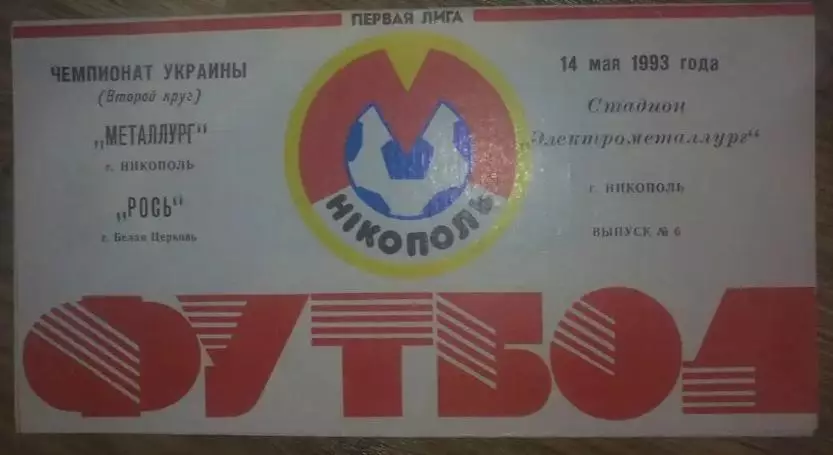 ПЕРВАЯ ЛИГА
ЧЕМПИОНАТ УКРАИНЫ
(Второй круг)
„МЕТАЛЛУРГ“
г. НИКОПОЛЬ
„РОСЬ“
г. Белая Церковь
НІКОПОЛЬ
14 мая 1993 года
Стадион
„Электрометаллург“
г. НИКОПОЛЬ
ВЫПУСК № 6
ФУТБОЛ